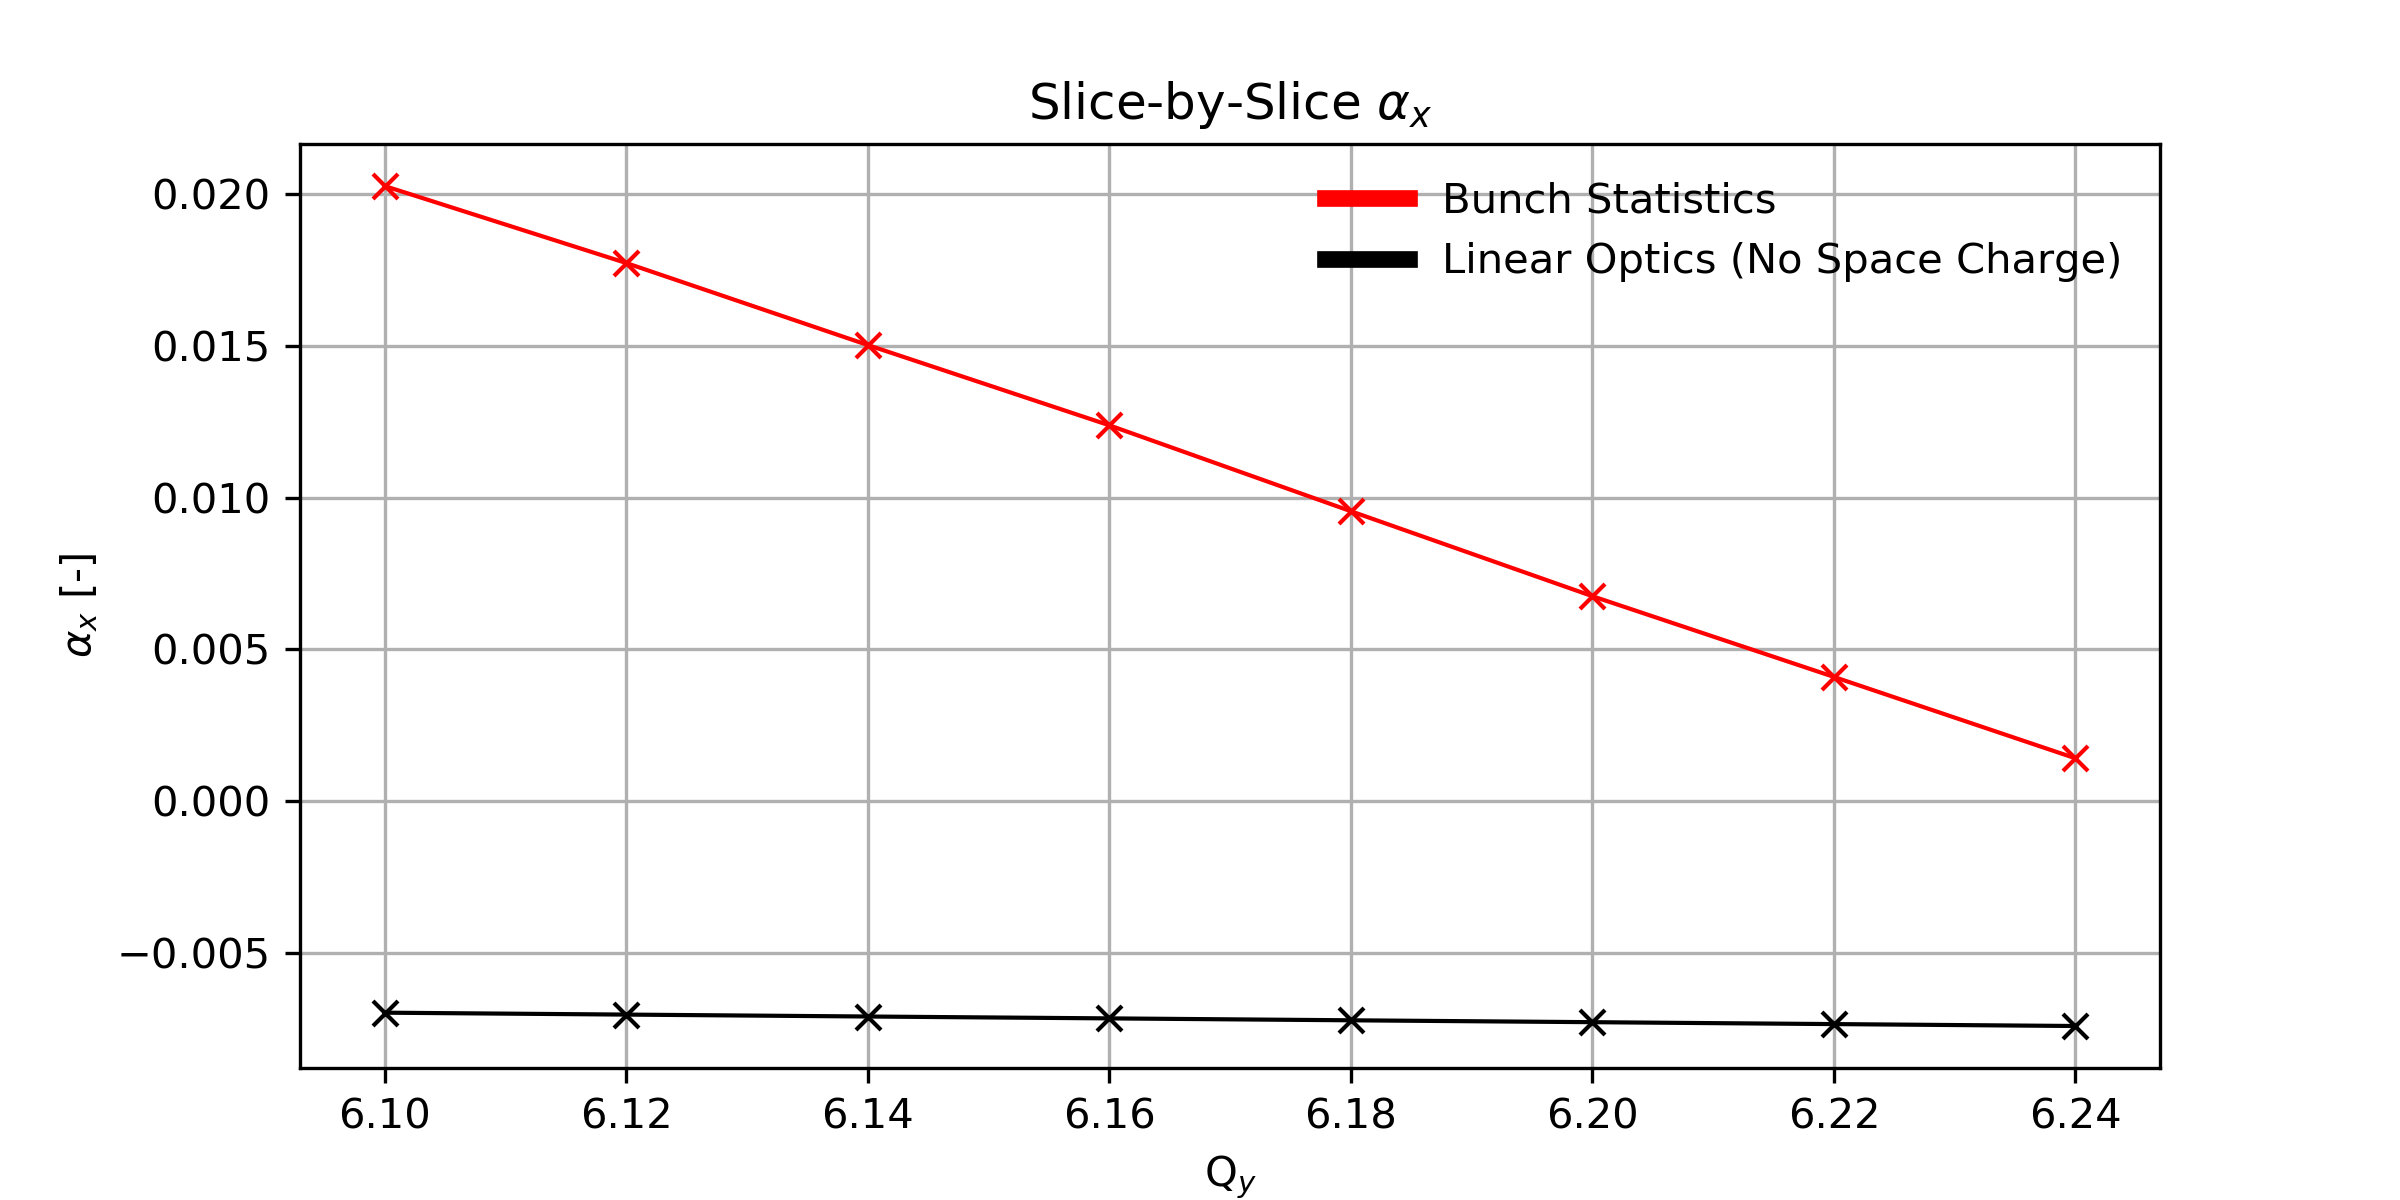 Slice-by-Slice αₓ
Bunch Statistics
Linear Optics (No Space Charge)
0.020
0.015
0.010
0.005
0.000
−0.005
αₓ [-]
6.10 6.12 6.14 6.16 6.18 6.20 6.22 6.24
Q_y